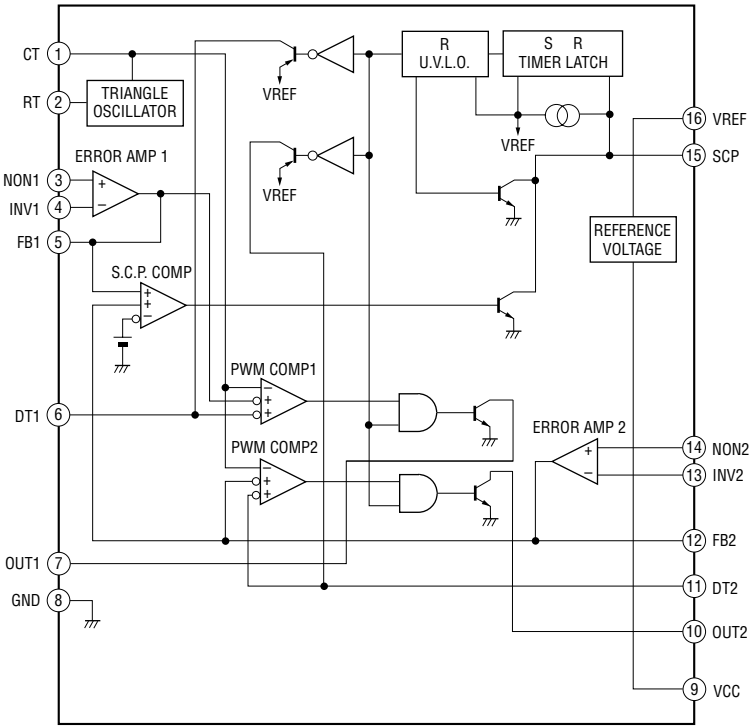 CT 1
RT 2
TRIANGLE
OSCILLATOR
VREF
R
U.V.L.O.
S R
TIMER LATCH
VREF
16 VREF
15 SCP
ERROR AMP 1
NON1 3
INV1 4
FB1 5
+
−
VREF
REFERENCE
VOLTAGE
S.C.P. COMP
+
+
−
PWM COMP1
−
+
+
DT1 6
PWM COMP2
−
+
+
ERROR AMP 2
+
−
14 NON2
13 INV2
12 FB2
OUT1 7
GND 8
11 DT2
10 OUT2
9 VCC